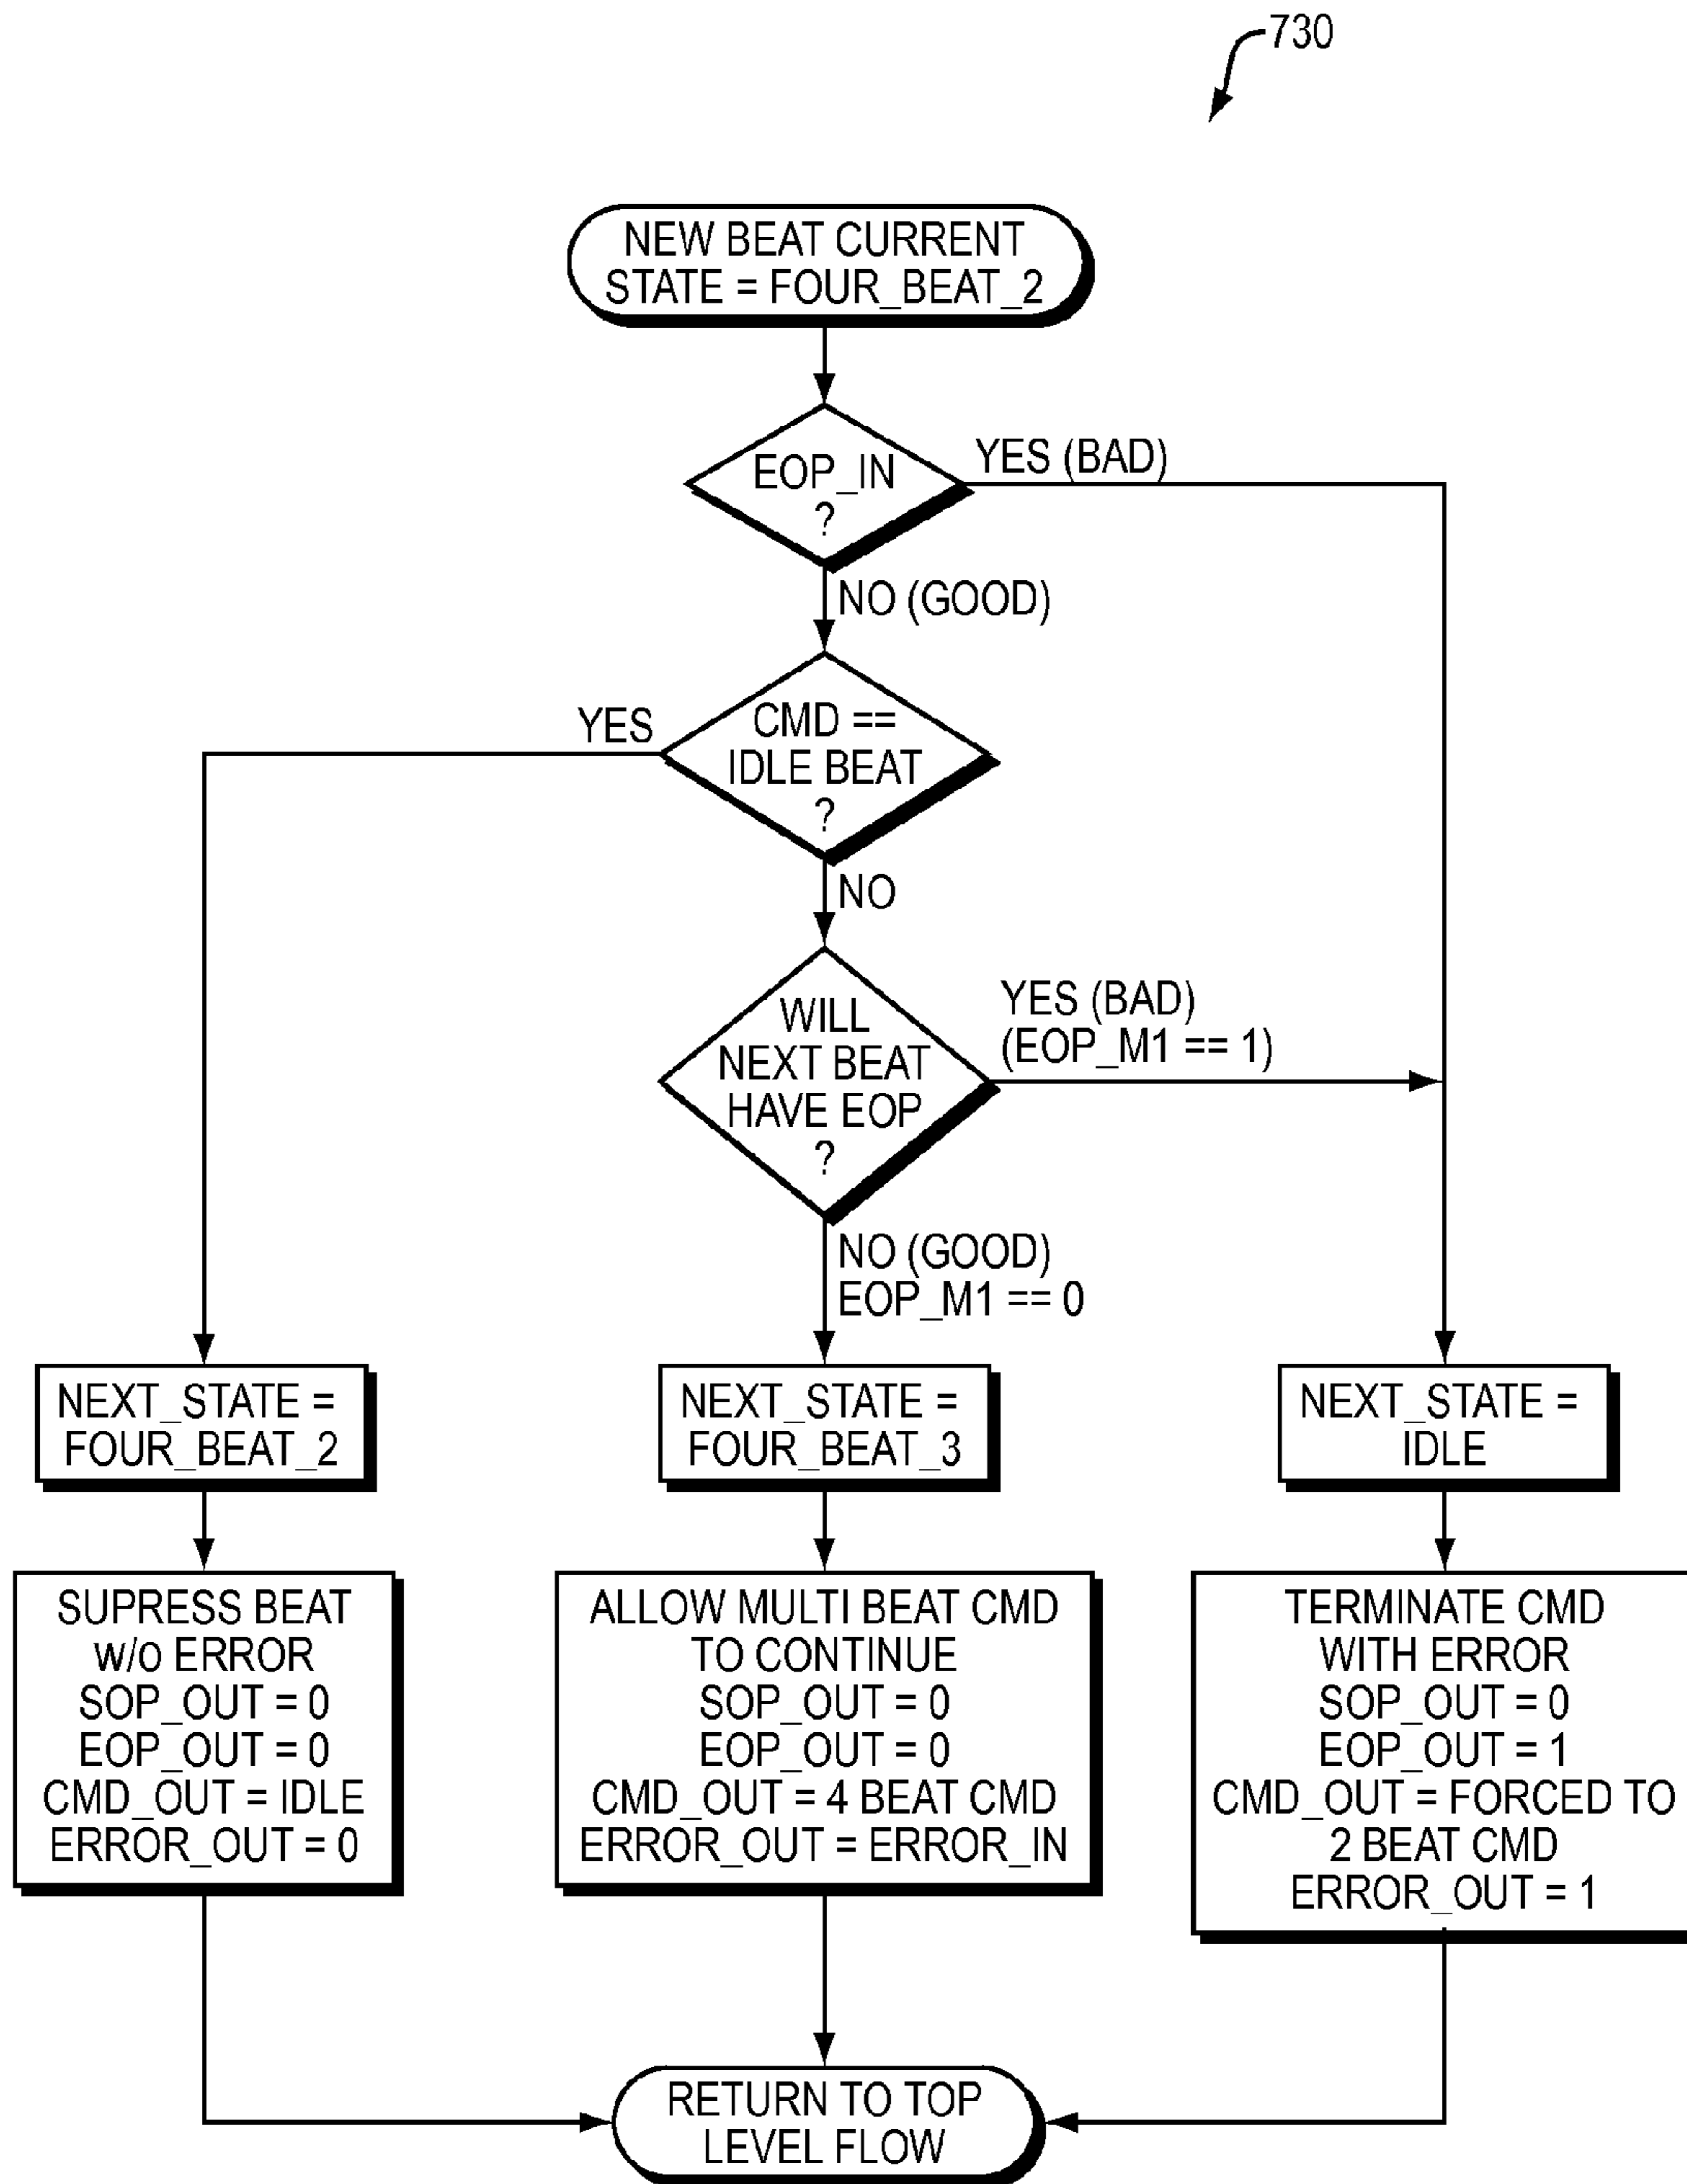 730
NEW BEAT CURRENT
STATE = FOUR_BEAT_2
EOP_IN
?
YES (BAD)
NO (GOOD)
YES
CMD ==
IDLE BEAT
?
NO
WILL
NEXT BEAT
HAVE EOP
?
YES (BAD)
(EOP_M1 == 1)
NO (GOOD)
EOP_M1 == 0
NEXT_STATE =
FOUR_BEAT_2
NEXT_STATE =
FOUR_BEAT_3
NEXT_STATE =
IDLE
SUPRESS BEAT
w/o ERROR
SOP_OUT = 0
EOP_OUT = 0
CMD_OUT = IDLE
ERROR_OUT = 0
ALLOW MULTI BEAT CMD
TO CONTINUE
SOP_OUT = 0
EOP_OUT = 0
CMD_OUT = 4 BEAT CMD
ERROR_OUT = ERROR_IN
TERMINATE CMD
WITH ERROR
SOP_OUT = 0
EOP_OUT = 1
CMD_OUT = FORCED TO
2 BEAT CMD
ERROR_OUT = 1
RETURN TO TOP
LEVEL FLOW